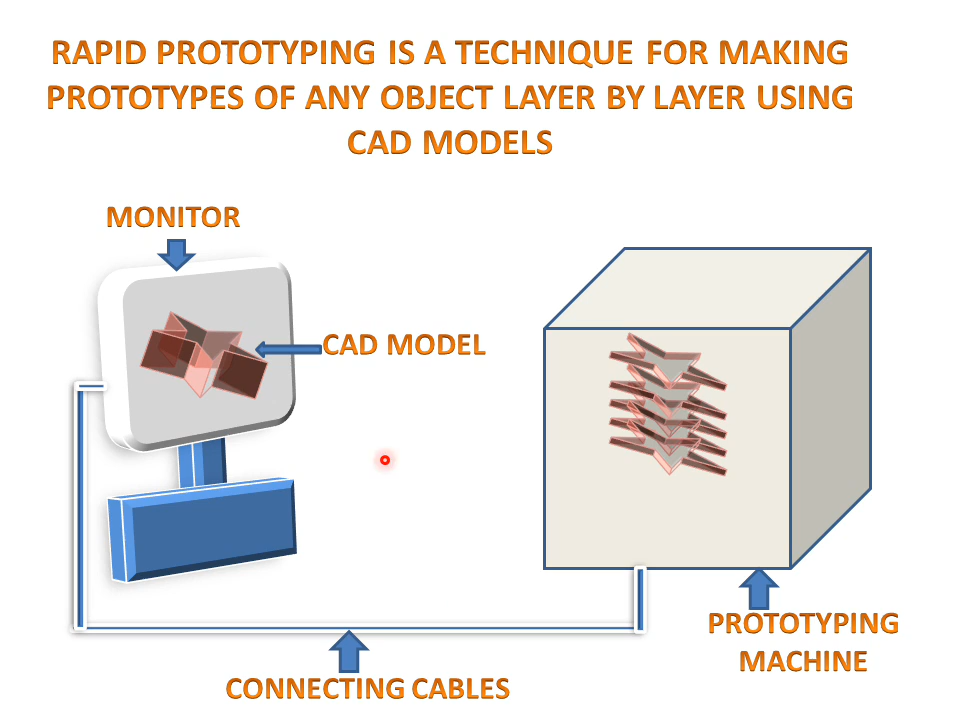 RAPID PROTOTYPING IS A TECHNIQUE FOR MAKING
PROTOTYPES OF ANY OBJECT LAYER BY LAYER USING
CAD MODELS
MONITOR
CAD MODEL
PROTOTYPING
MACHINE
CONNECTING CABLES